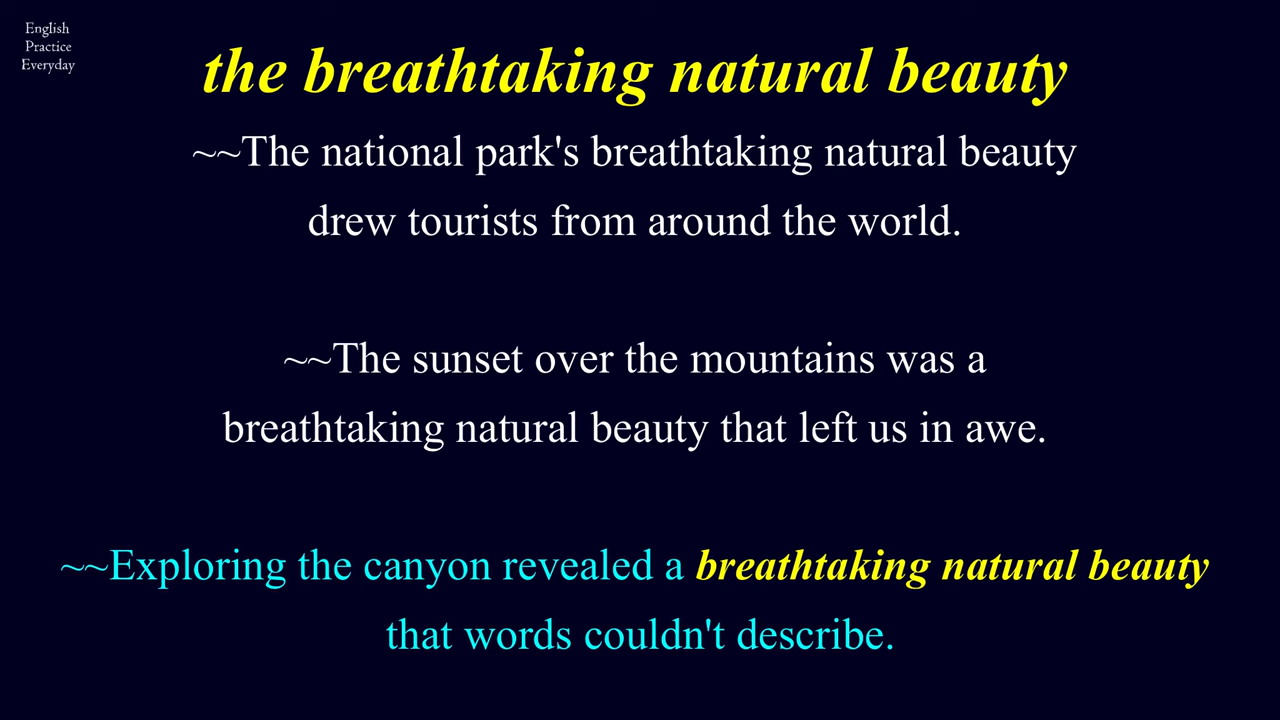 English
Practice
Everyday
the breathtaking natural beauty
~~The national park's breathtaking natural beauty
drew tourists from around the world.
~~The sunset over the mountains was a
breathtaking natural beauty that left us in awe.
~~Exploring the canyon revealed a breathtaking natural beauty
that words couldn't describe.